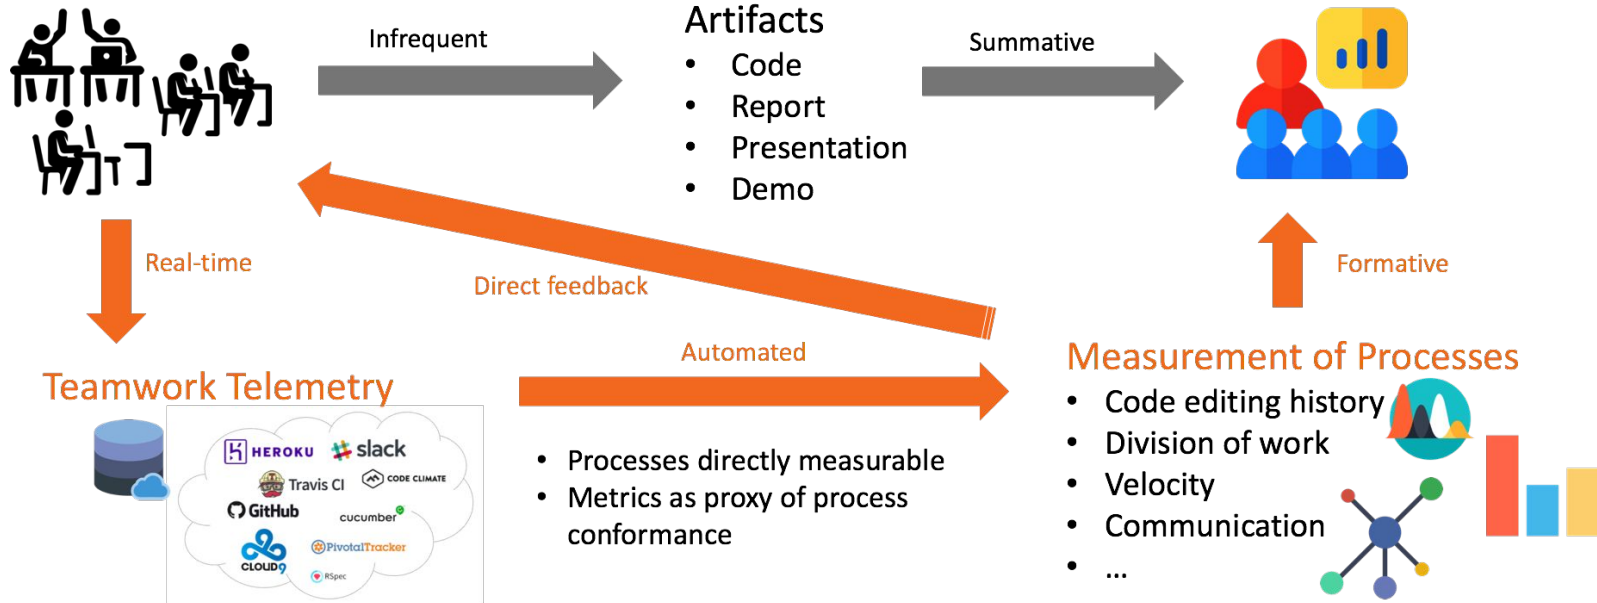 Infrequent
Artifacts
• Code
• Report
• Presentation
• Demo
Summative
Real-time
Direct feedback
Formative
Automated
Teamwork Telemetry
HEROKU
slack
Travis CI
CODE CLIMATE
GitHub
cucumber
CLOUD9
PivotalTracker
RSpec
• Processes directly measurable
• Metrics as proxy of process
conformance
Measurement of Processes
• Code editing history
• Division of work
• Velocity
• Communication
• ...